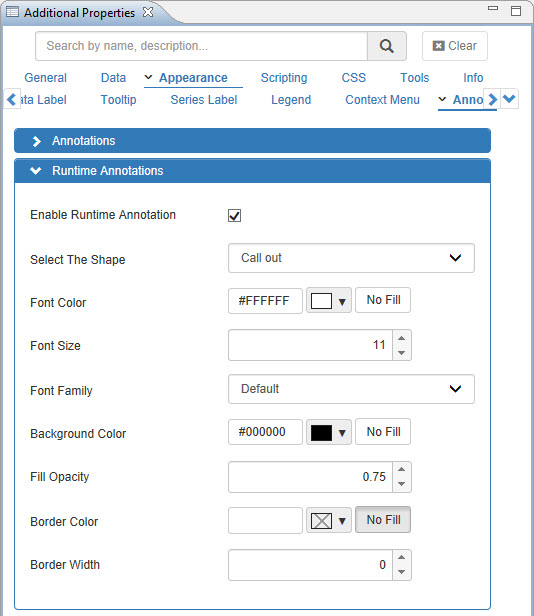 Additional Properties
Search by name, description... Clear
General Data Appearance Scripting CSS Tools Info
ata Label Tooltip Series Label Legend Context Menu Anno
Annotations
Runtime Annotations
Enable Runtime Annotation
Select The Shape Call out
Font Color #FFFFFF No Fill
Font Size 11
Font Family Default
Background Color #000000 No Fill
Fill Opacity 0.75
Border Color No Fill
Border Width 0